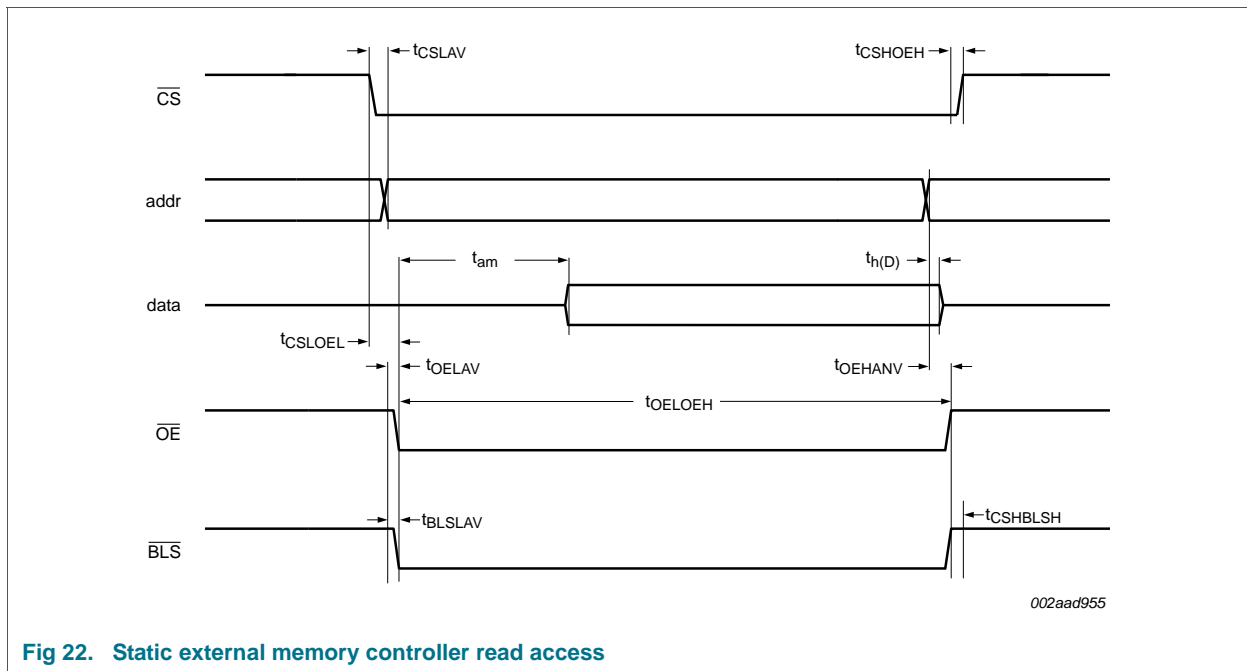 tCSLAV
tCSHOEH
CS
addr
tam
th(D)
data
tCSLOEL
tOELAV
tOEHANV
tOELOEH
OE
tBLSLAV
tCSHBLSH
BLS
002aad955
Fig 22. Static external memory controller read access